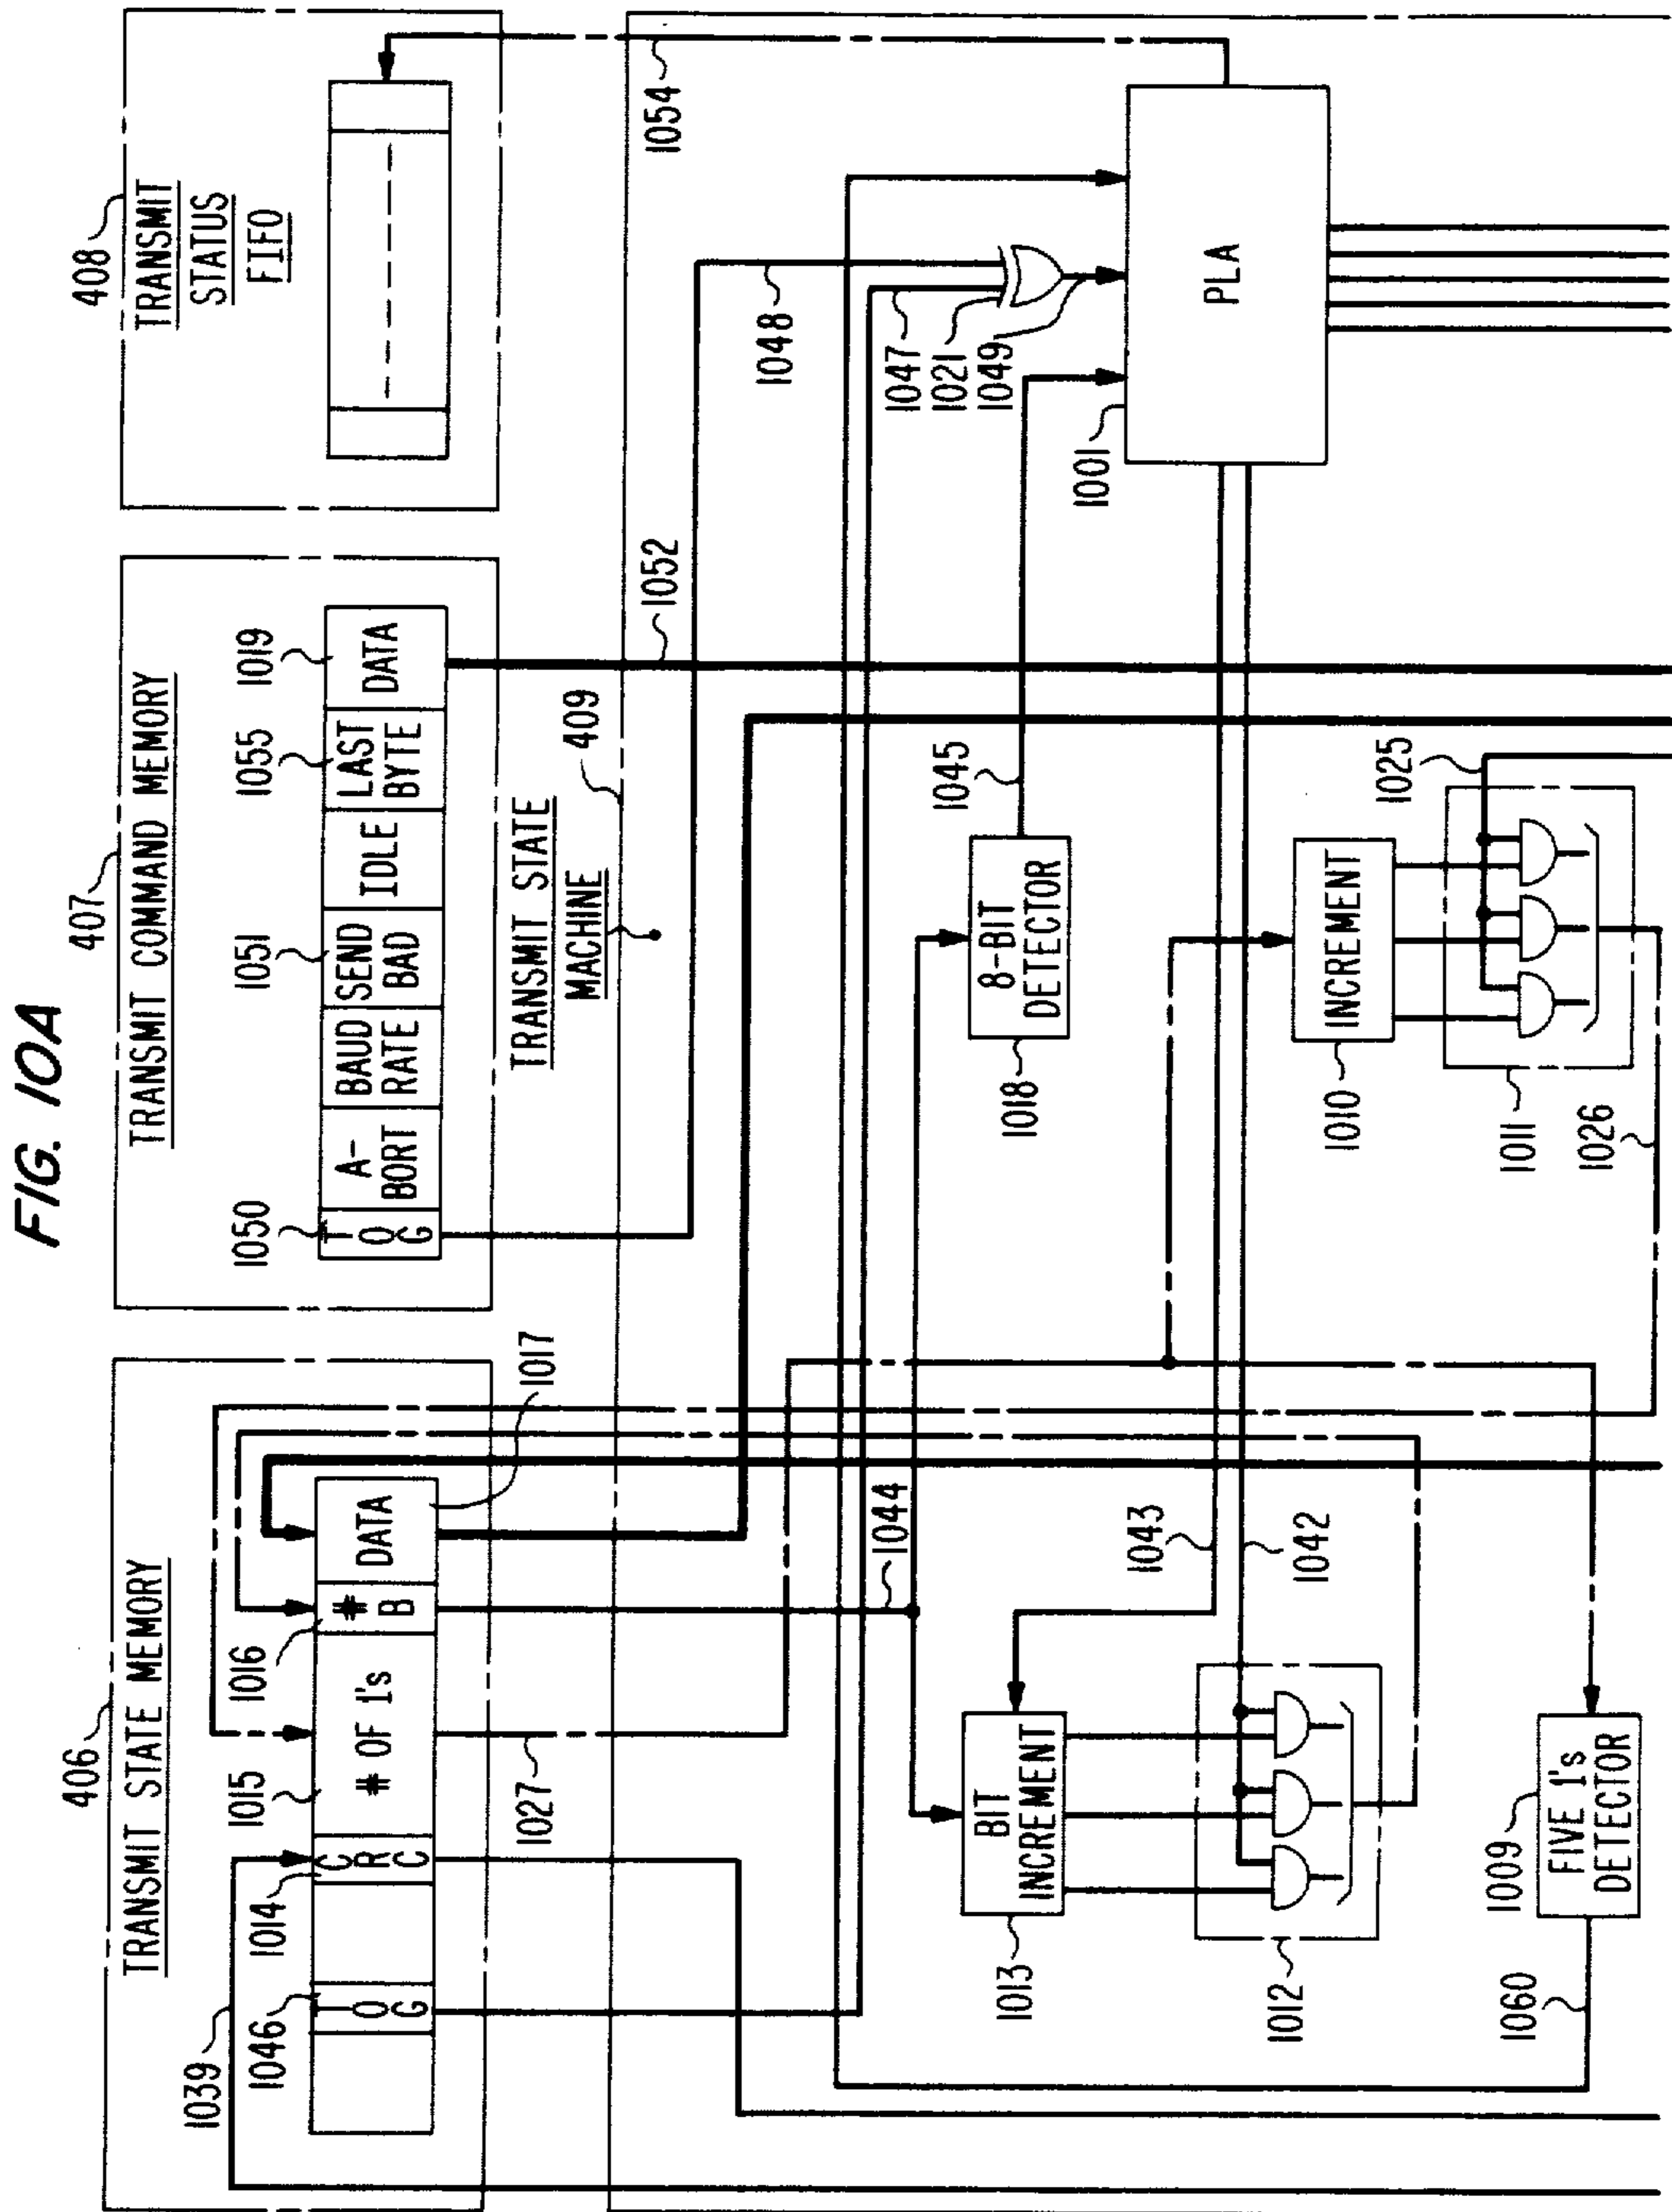 FIG. 10A
406
TRANSMIT STATE MEMORY
407
TRANSMIT COMMAND MEMORY
408
TRANSMIT
STATUS
FIFO
1039
1046
1014
1015
1016
1017
TOG
CRC
# OF 1's
# B
DATA
1050
1051
1055
1019
TOG
A-
BORT
BAUD
RATE
SEND
BAD
IDLE
LAST
BYTE
DATA
TRANSMIT STATE
MACHINE
409
1052
1054
1027
1044
1048
1047
1021
1049
1045
1018
8-BIT
DETECTOR
1001
PLA
1013
BIT
INCREMENT
1043
1042
1012
1010
INCREMENT
1025
1011
1026
1009
FIVE 1's
DETECTOR
1060